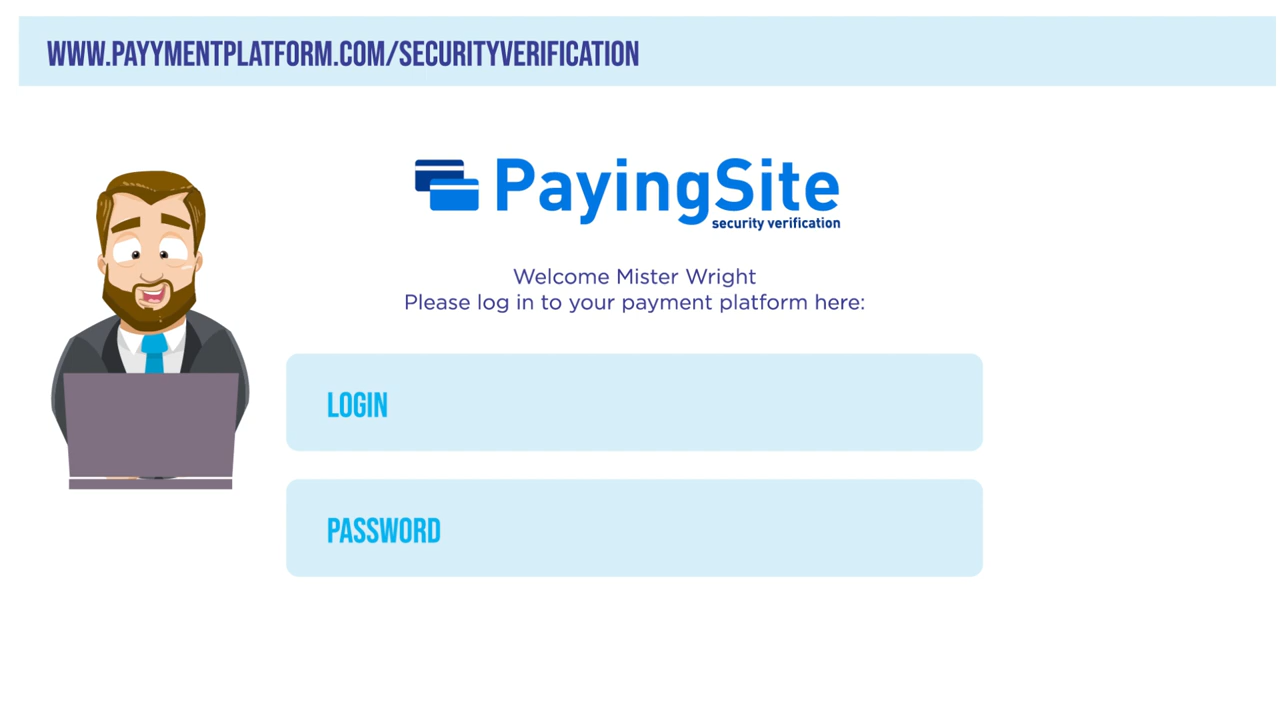 WWW.PAYYMENTPLATFORM.COM/SECURITYVERIFICATION
PayingSite
security verification
Welcome Mister Wright
Please log in to your payment platform here:
LOGIN
PASSWORD